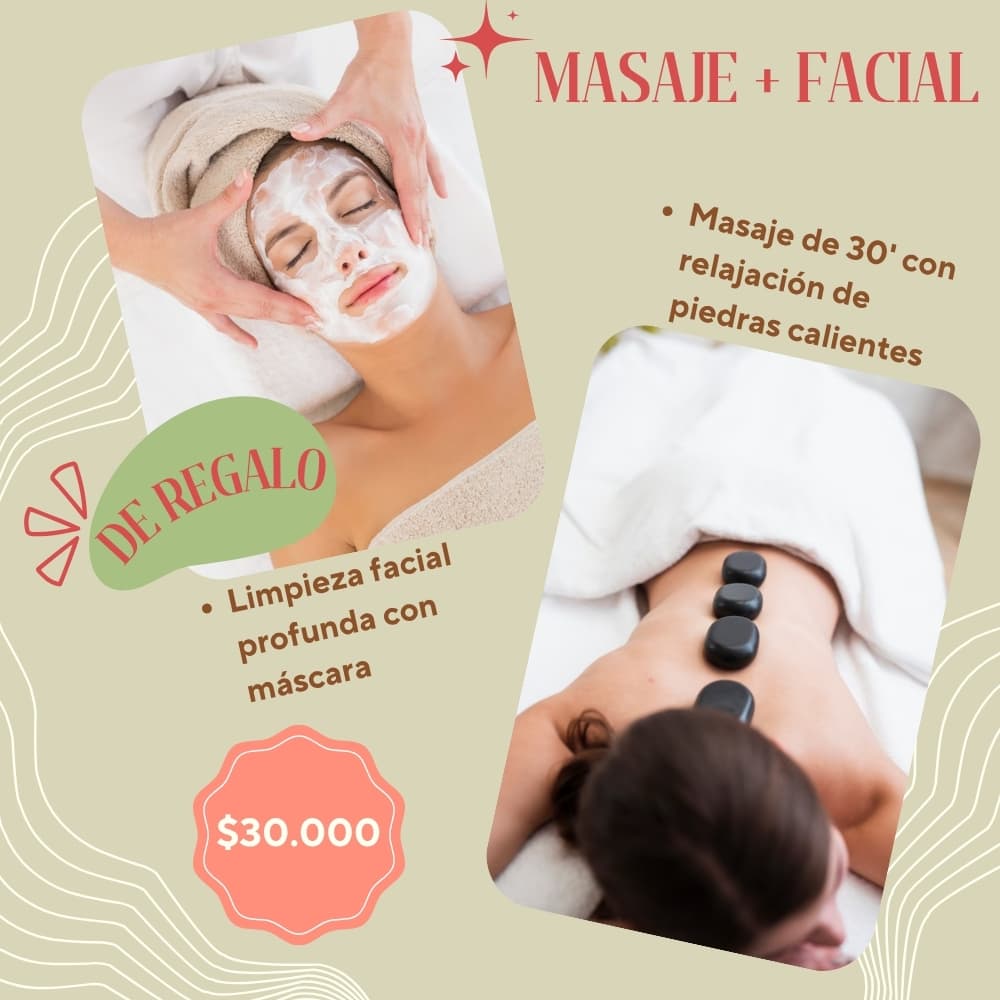 MASAJE + FACIAL
• Masaje de 30' con
relajación de
piedras calientes
DE REGALO
• Limpieza facial
profunda con
máscara
$30.000